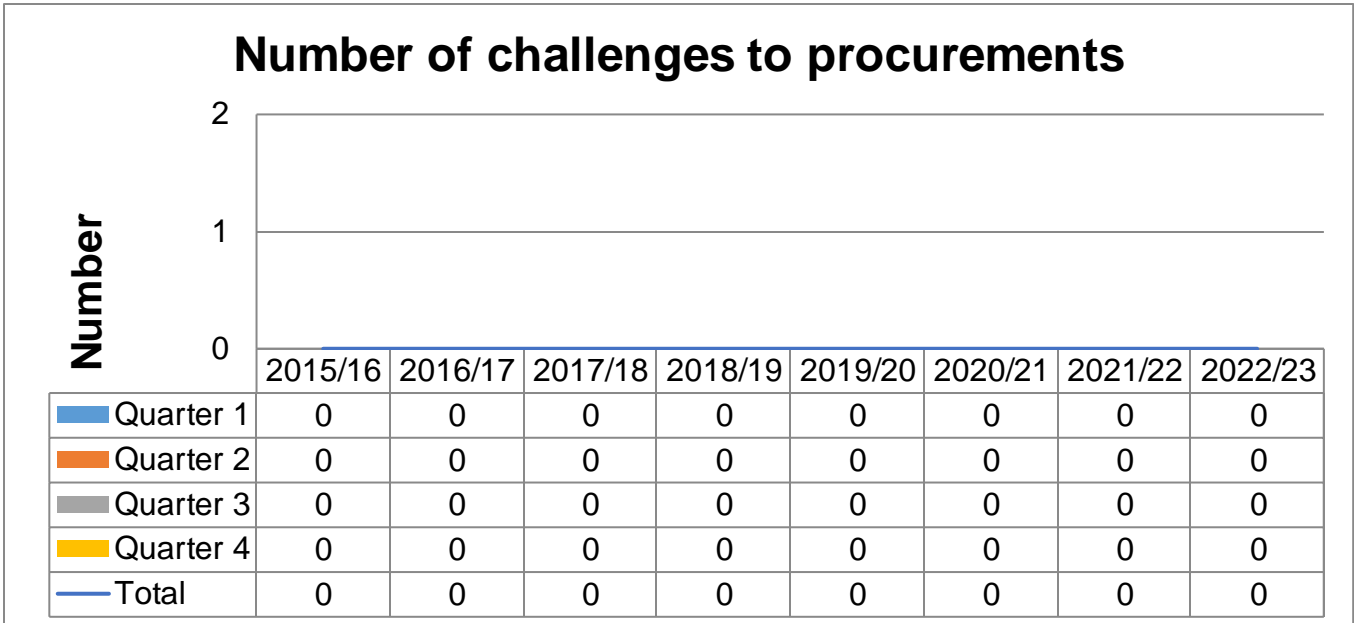 Number of challenges to procurements
2
1
0
Number
2015/16 2016/17 2017/18 2018/19 2019/20 2020/21 2021/22 2022/23
Quarter 1 0 0 0 0 0 0 0 0
Quarter 2 0 0 0 0 0 0 0 0
Quarter 3 0 0 0 0 0 0 0 0
Quarter 4 0 0 0 0 0 0 0 0
Total 0 0 0 0 0 0 0 0